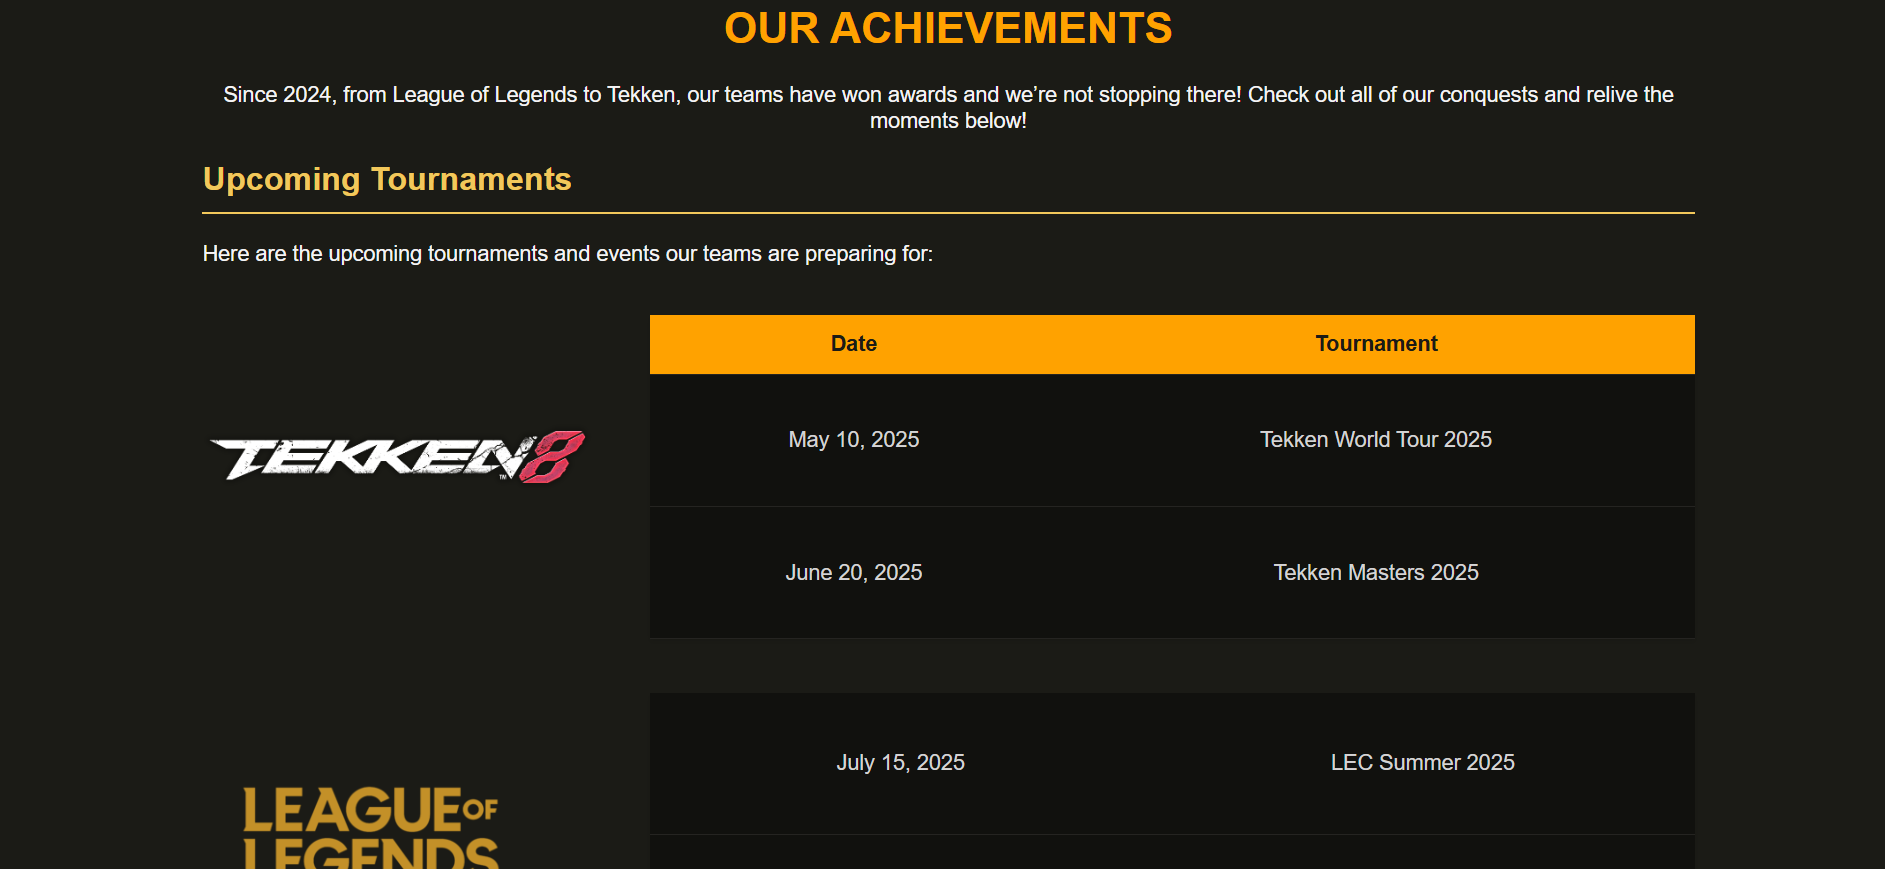 OUR ACHIEVEMENTS
Since 2024, from League of Legends to Tekken, our teams have won awards and we’re not stopping there! Check out all of our conquests and relive the
moments below!
Upcoming Tournaments
Here are the upcoming tournaments and events our teams are preparing for:
Date Tournament
TEKKEN 8 ™
May 10, 2025 Tekken World Tour 2025
June 20, 2025 Tekken Masters 2025
July 15, 2025 LEC Summer 2025
LEAGUE OF
LEGENDS